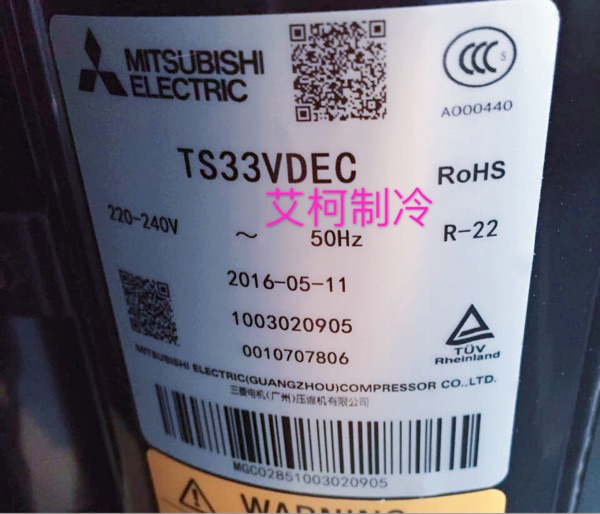 MITSUBISHI
ELECTRIC
CCC S
A000440
TS33VDEC
RoHS
艾柯制冷
220-240V ~ 50Hz
R-22
2016-05-11
1003020905
0010707806
TÜV
Rheinland
MITSUBISHI ELECTRIC(GUANGZHOU)COMPRESSOR CO.,LTD.
三菱电机(广州)压缩机有限公司
MGC02851003020905
WARNING